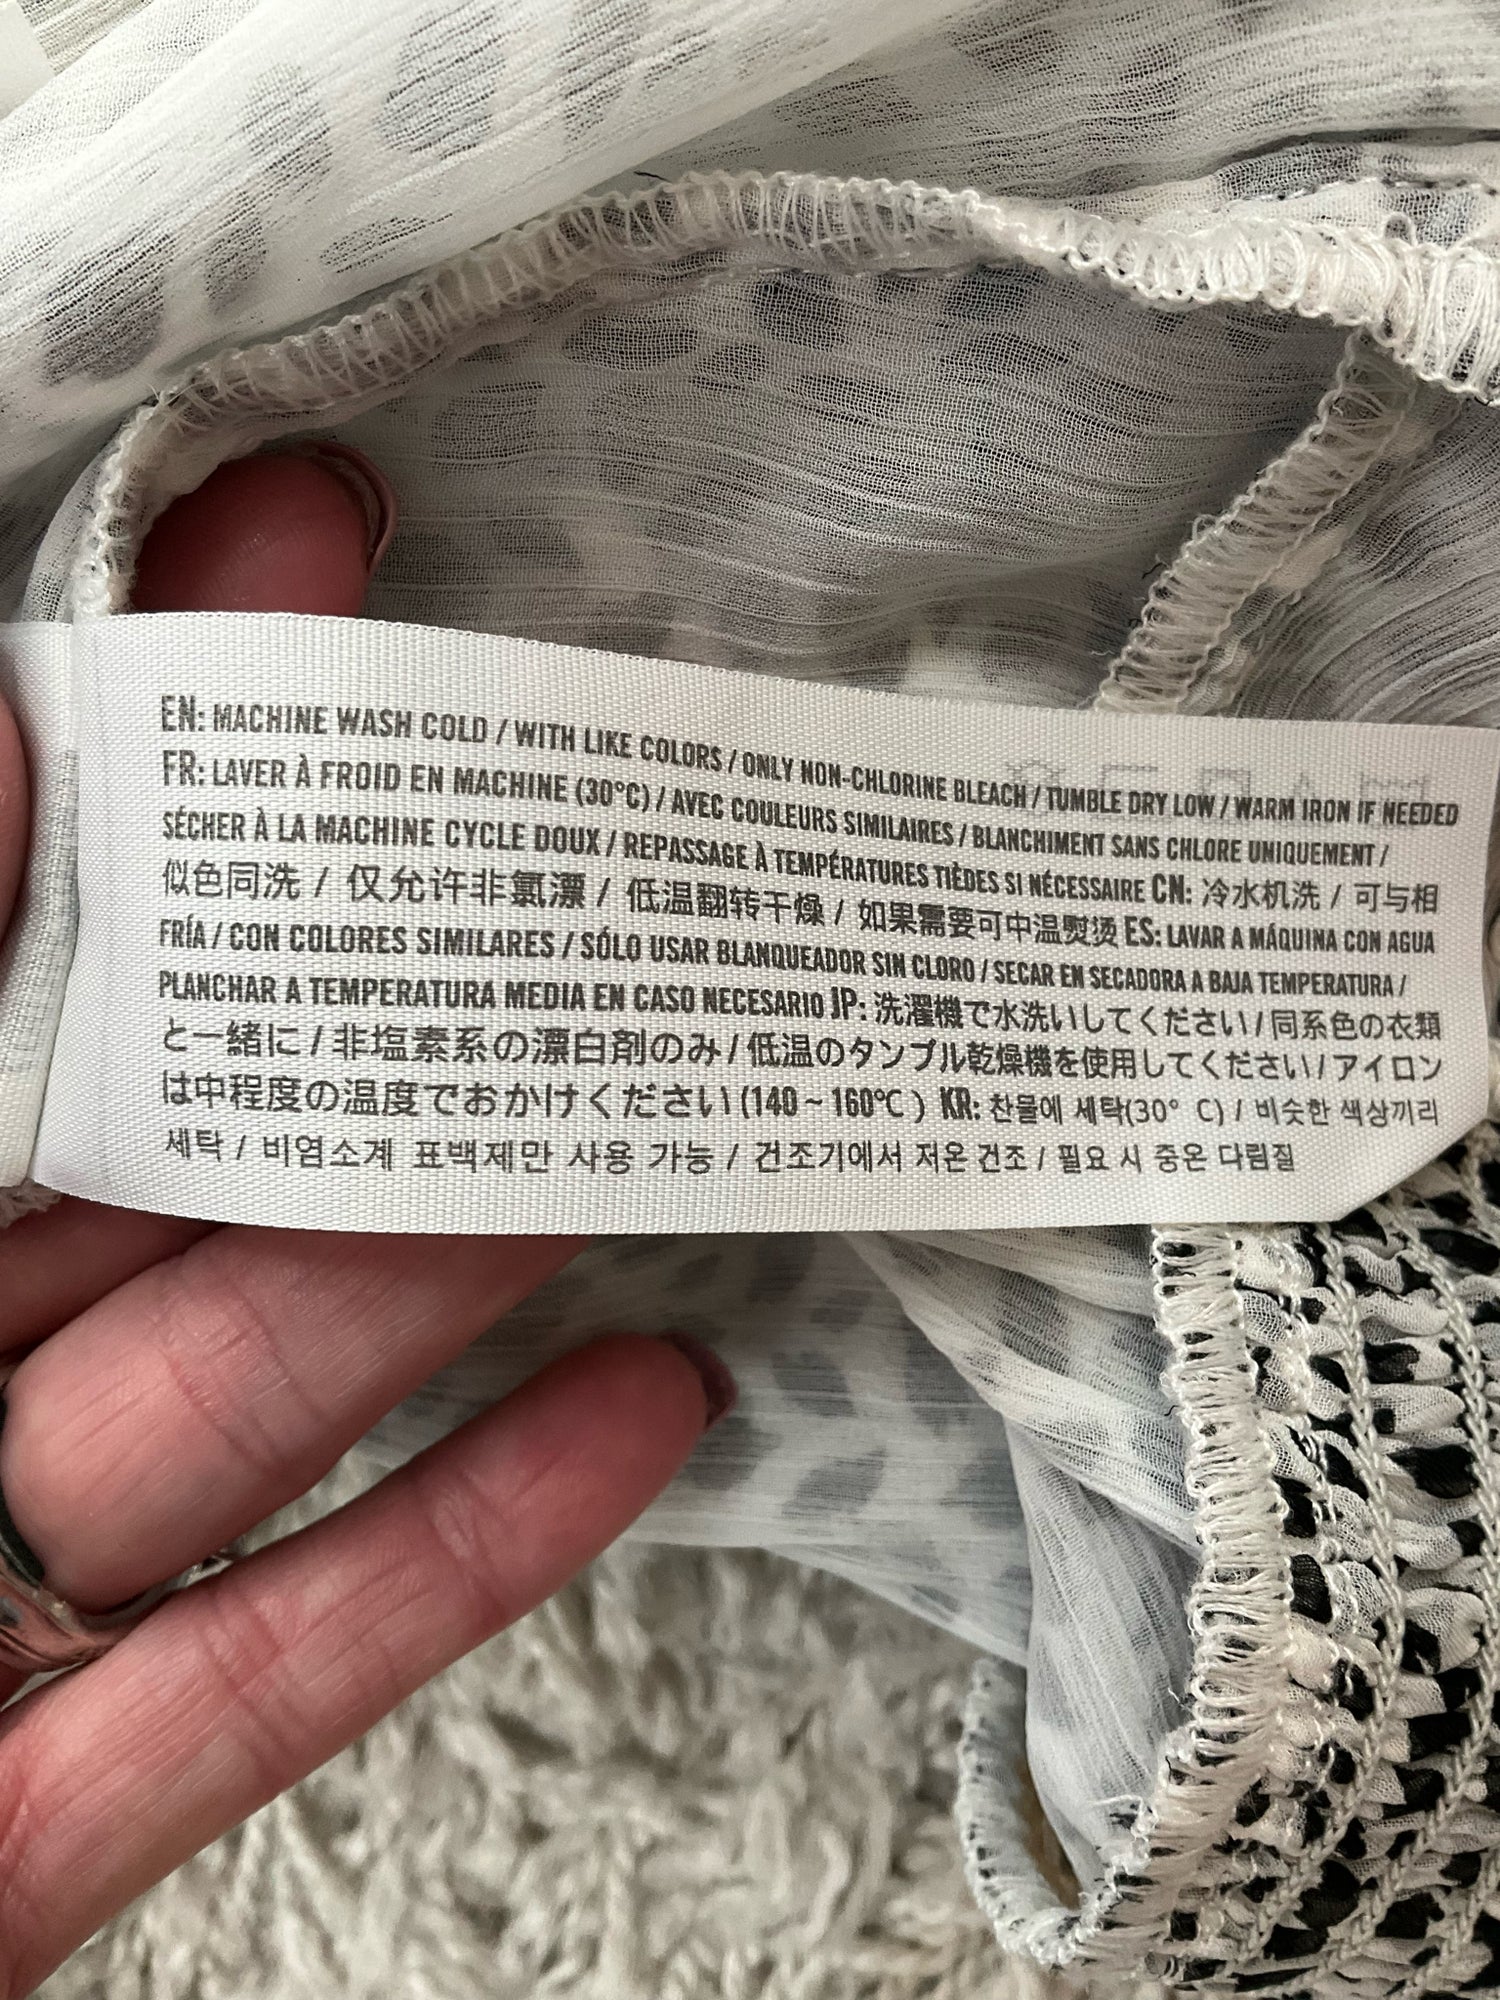 EN: MACHINE WASH COLD / WITH LIKE COLORS / ONLY NON-CHLORINE BLEACH / TUMBLE DRY LOW / WARM IRON IF NEEDED
FR: LAVER À FROID EN MACHINE (30°C) / AVEC COULEURS SIMILAIRES / BLANCHIMENT SANS CHLORE UNIQUEMENT /
SÉCHER À LA MACHINE CYCLE DOUX / REPASSAGE À TEMPÉRATURES TIÈDES SI NÉCESSAIRE CN: 冷水机洗 / 可与相
似色同洗 / 仅允许非氯漂 / 低温翻转干燥 / 如果需要可中温熨烫 ES: LAVAR A MÁQUINA CON AGUA
FRÍA / CON COLORES SIMILARES / SÓLO USAR BLANQUEADOR SIN CLORO / SECAR EN SECADORA A BAJA TEMPERATURA /
PLANCHAR A TEMPERATURA MEDIA EN CASO NECESARIO JP: 洗濯機で水洗いしてください/同系色の衣類
と一緒に/非塩素系の漂白剤のみ/低温のタンブル乾燥機を使用してください/アイロン
は中程度の温度でおかけください(140~160°C) KR: 찬물에 세탁(30° C) / 비슷한 색상끼리
세탁 / 비염소계 표백제만 사용 가능 / 건조기에서 저온 건조 / 필요 시 중온 다림질